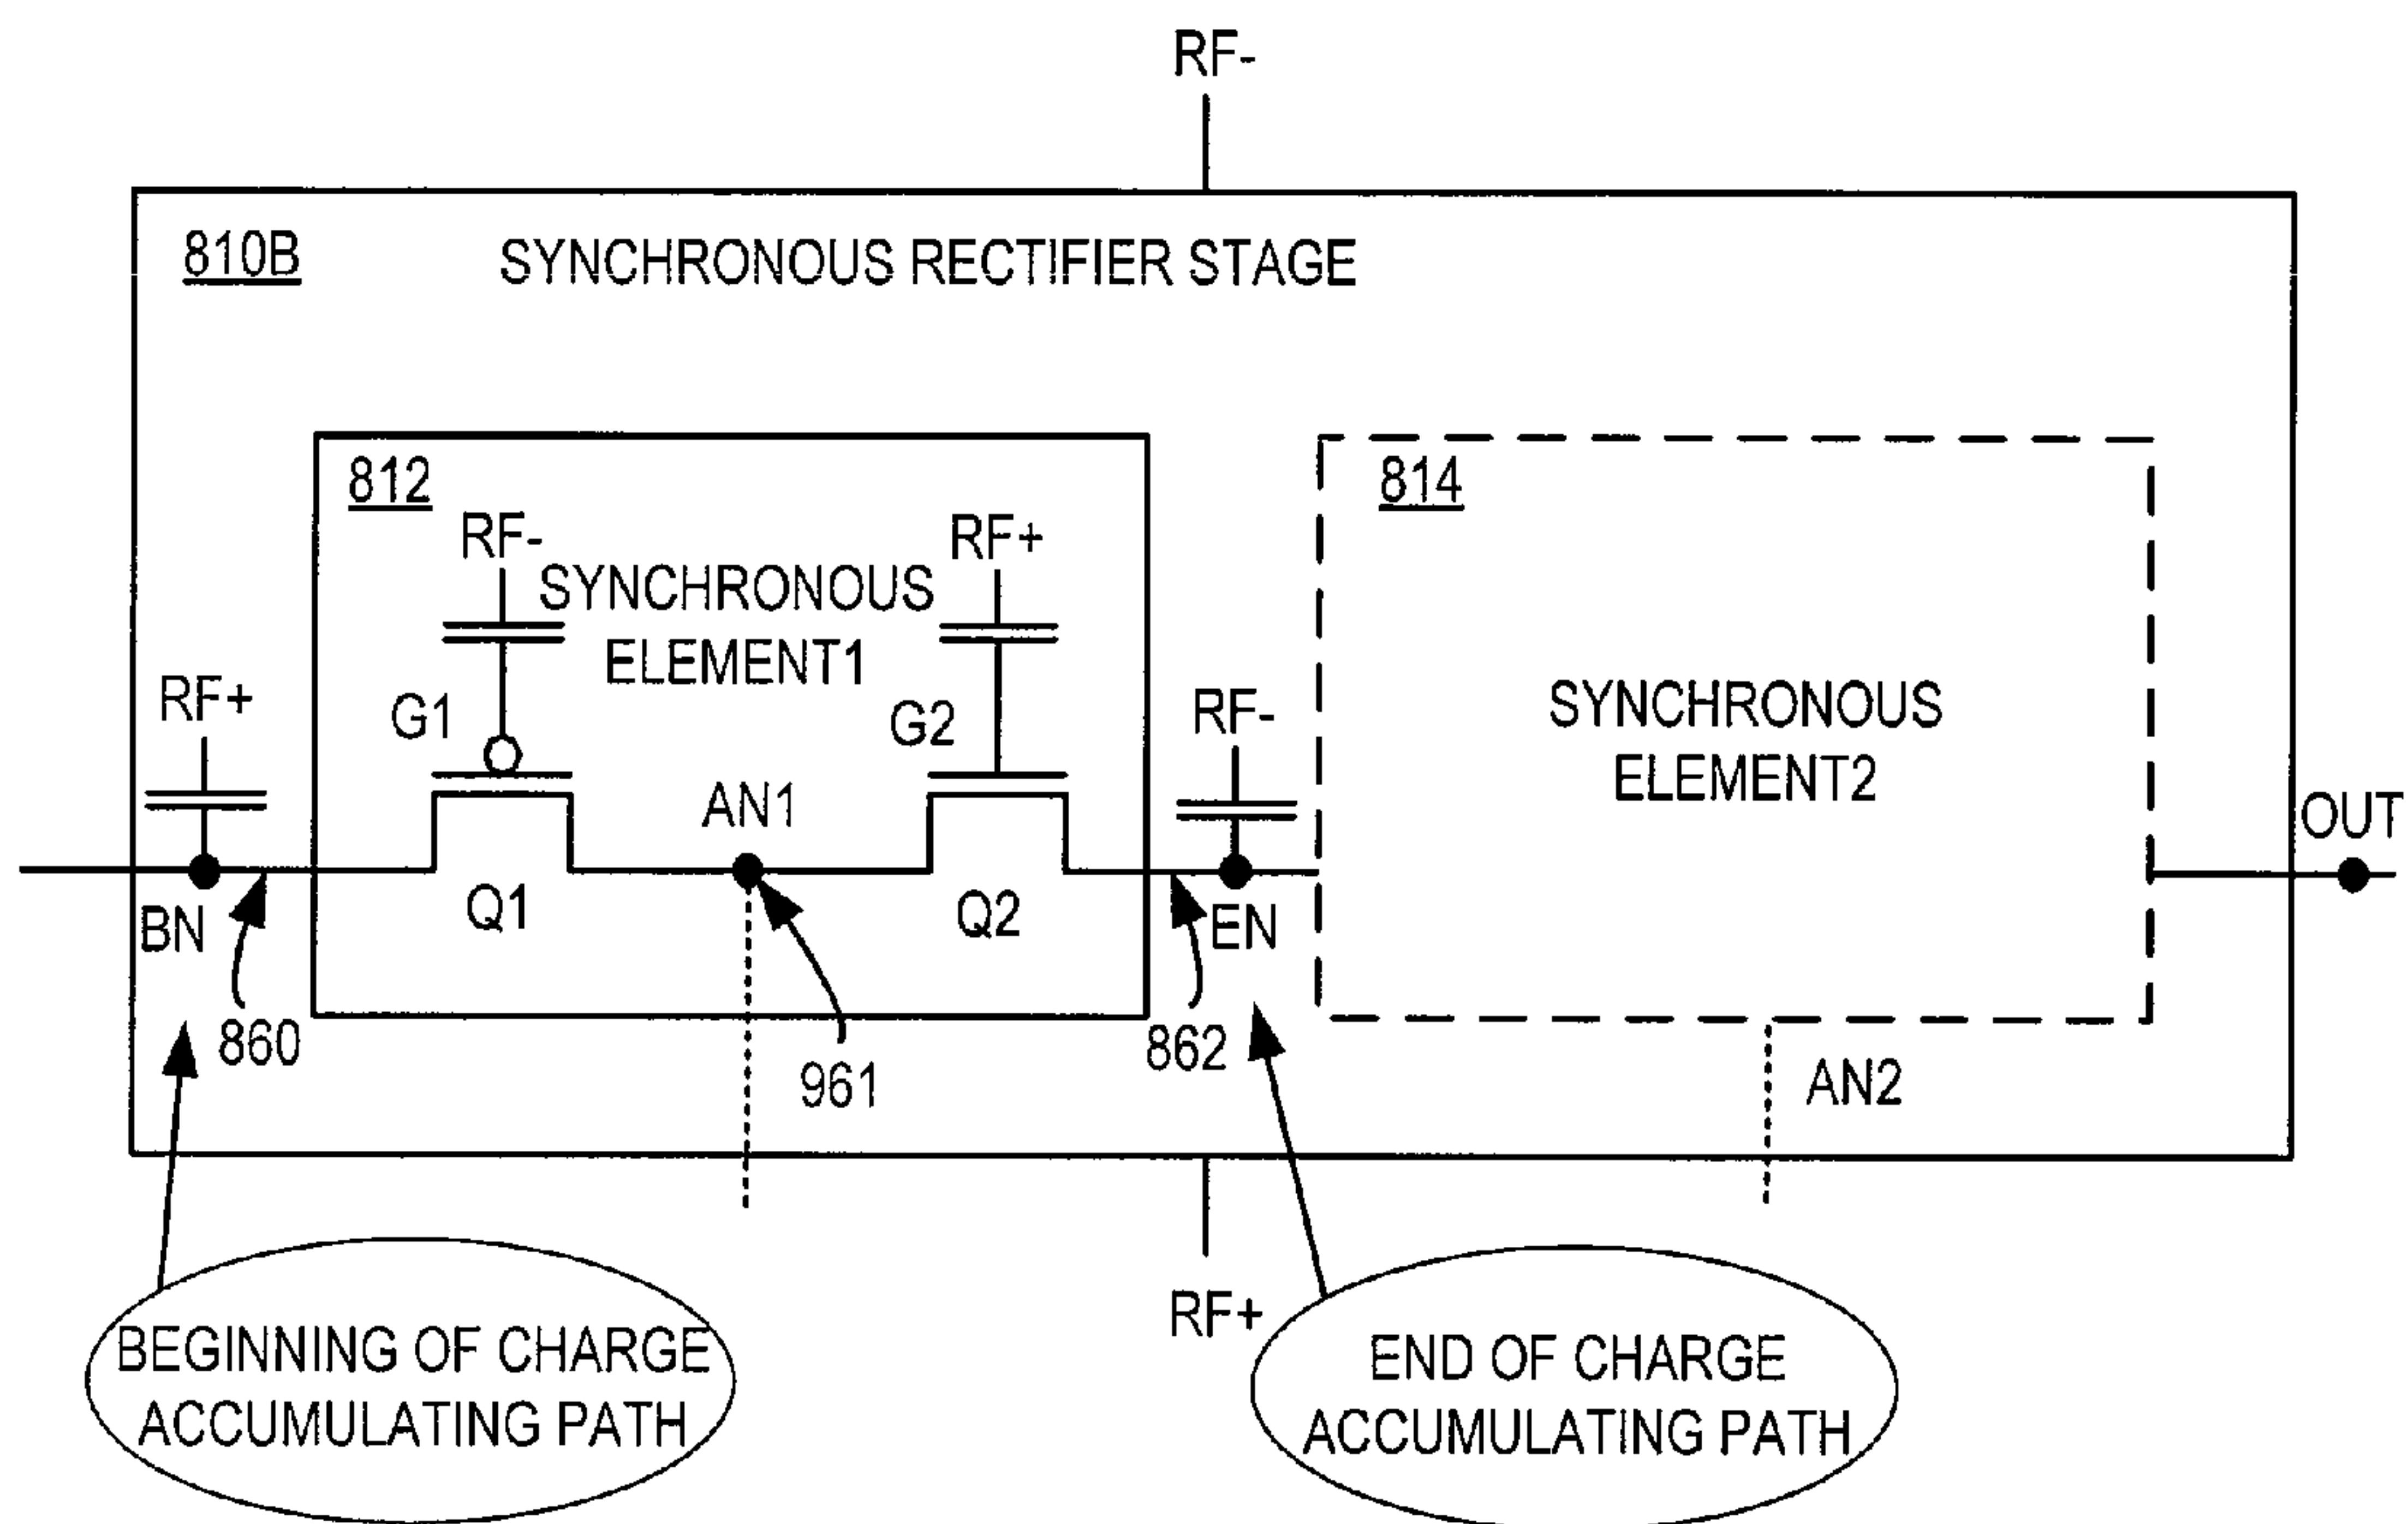 RF-
810B
SYNCHRONOUS RECTIFIER STAGE
812
RF-
RF+
SYNCHRONOUS
ELEMENT1
G1
G2
RF+
BN
860
Q1
AN1
961
Q2
RF-
EN
862
814
SYNCHRONOUS
ELEMENT2
OUT
AN2
RF+
BEGINNING OF CHARGE
ACCUMULATING PATH
END OF CHARGE
ACCUMULATING PATH